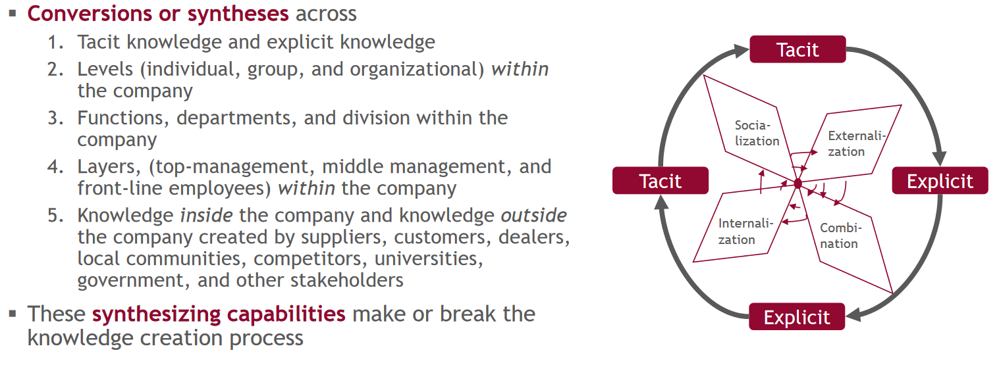 ▪ Conversions or syntheses across
1. Tacit knowledge and explicit knowledge
2. Levels (individual, group, and organizational) within
the company
3. Functions, departments, and division within the
company
4. Layers, (top-management, middle management, and
front-line employees) within the company
5. Knowledge inside the company and knowledge outside
the company created by suppliers, customers, dealers,
local communities, competitors, universities,
government, and other stakeholders
▪ These synthesizing capabilities make or break the
knowledge creation process
Tacit
Socia-
lization
Externali-
zation
Tacit
Explicit
Internali-
zation
Combi-
nation
Explicit